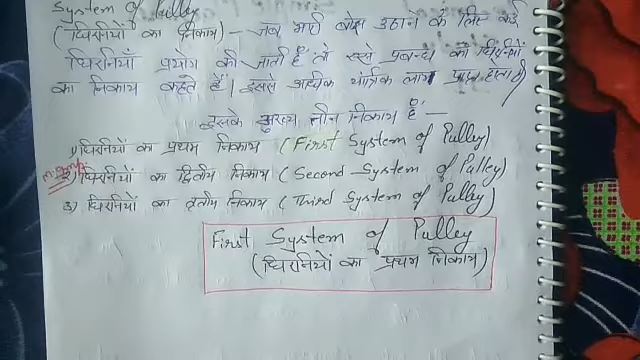 System of Pulley
(घिरनियों का निकाय) – जब भारी बोझ उठाने के लिए कई
घिरनियाँ प्रयोग की जाती हैं तो ऐसे प्रबन्ध को घिरनियों
का निकाय कहते हैं। इससे अधिक यांत्रिक लाभ प्राप्त होता है
इसके मुख्य तीन निकाय हैं –
1) घिरनियों का प्रथम निकाय (First System of Pulley)
m.Imp.
2) घिरनियों का द्वितीय निकाय (Second System of Pulley)
3) घिरनियों का तृतीय निकाय (Third System of Pulley)
First System of Pulley
(घिरनियों का प्रथम निकाय)